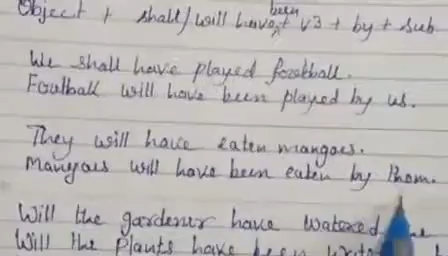 Object + shall/will have + been v3 + by + sub
We shall have played football.
Football will have been played by us.
They will have eaten mangoes.
Mangoes will have been eaten by them.
Will the gardener have watered
Will the plants have been